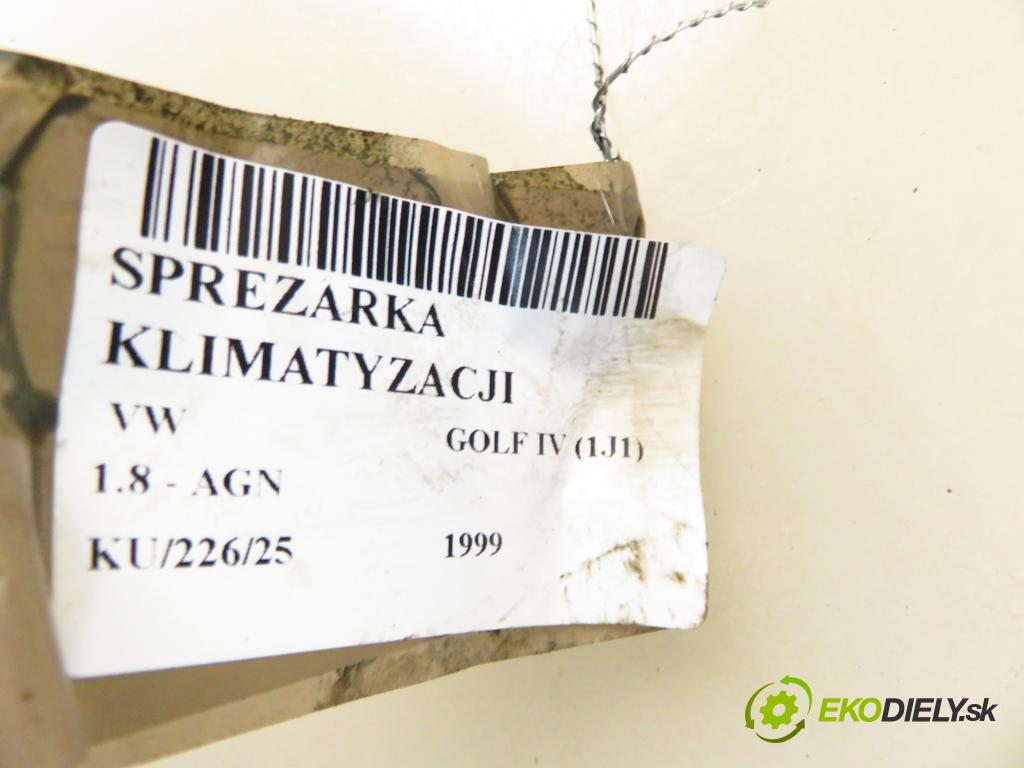 SPREZARKA
KLIMATYZACJI
VW GOLF IV (1J1)
1.8 - AGN
KU/226/25 1999
EKODIELY.sk